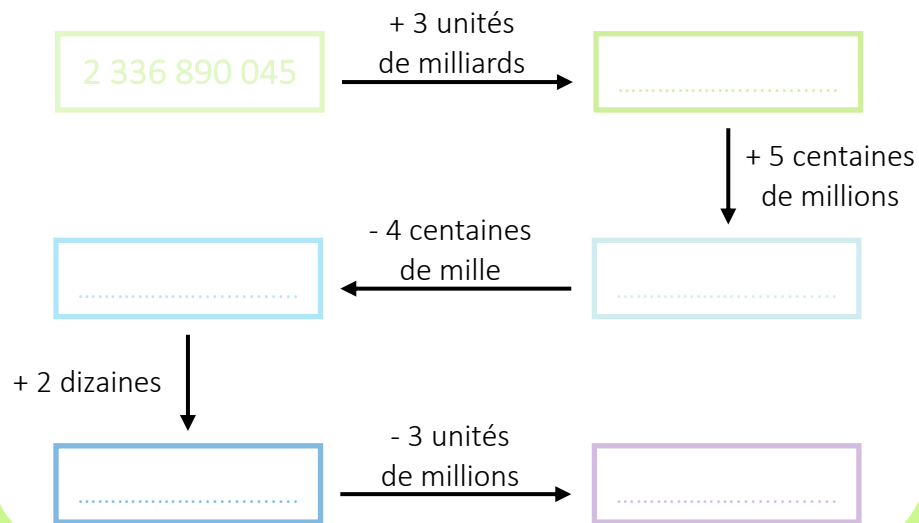 + 3 unités
de milliards
2 336 890 045
..................................
+ 5 centaines
de millions
- 4 centaines
de mille
..................................
..................................
+ 2 dizaines
- 3 unités
de millions
..................................
..................................